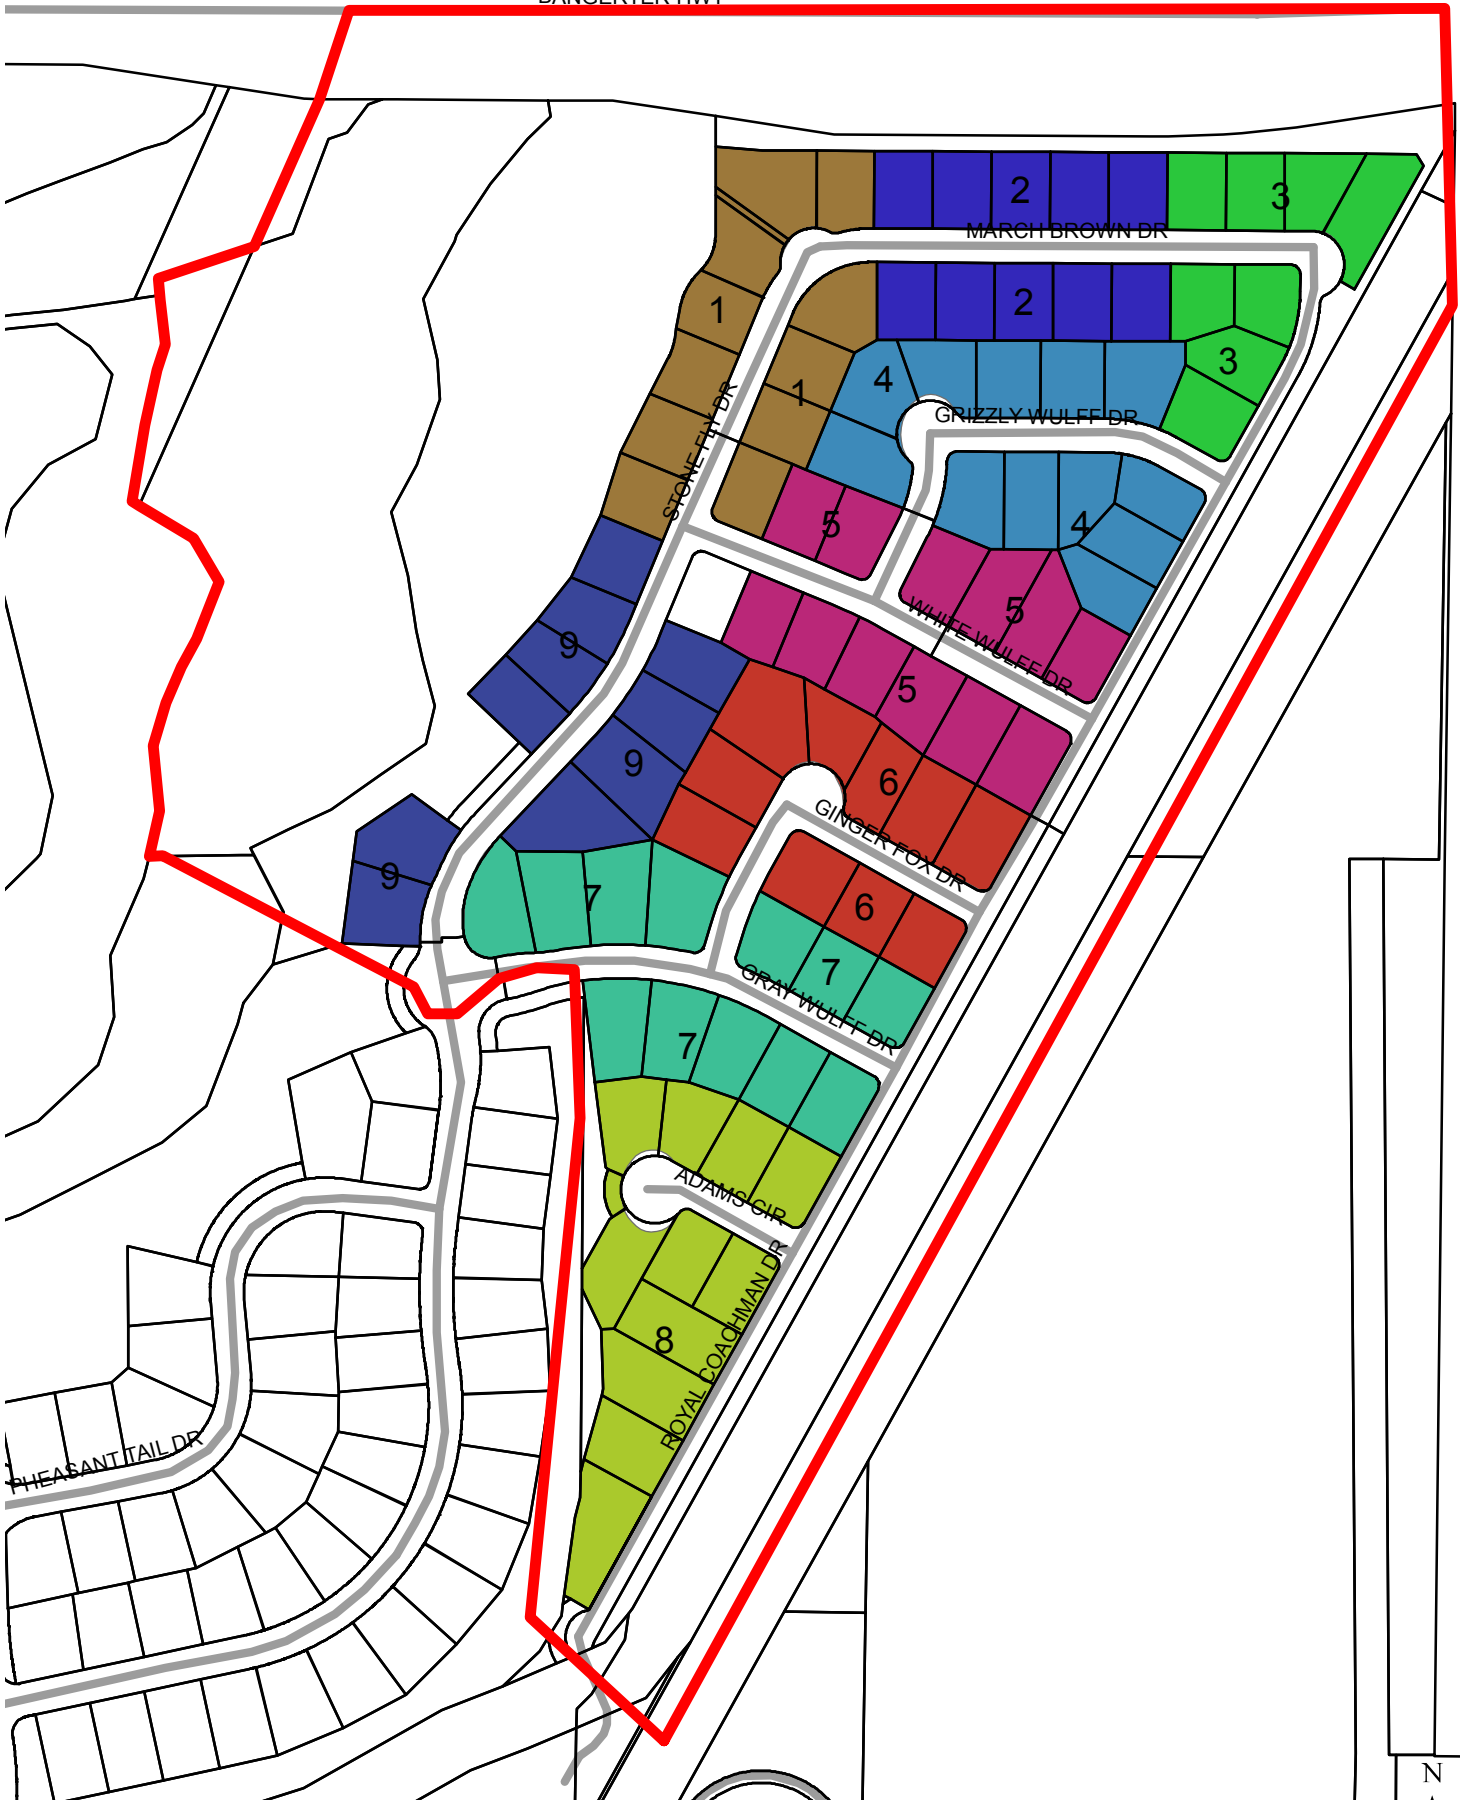 BANGERTER HWY
2
3
MARCH BROWN DR
1
2
3
1
4
GRIZZLY WULFF DR
STONE FLY DR
5
4
5
WHITE WULFF DR
9
5
9
6
GINGER FOX DR
9
7
6
7
GRAY WULFF DR
7
ADAMS CIR
8
ROYAL COACHMAN DR
PHEASANT TAIL DR
N